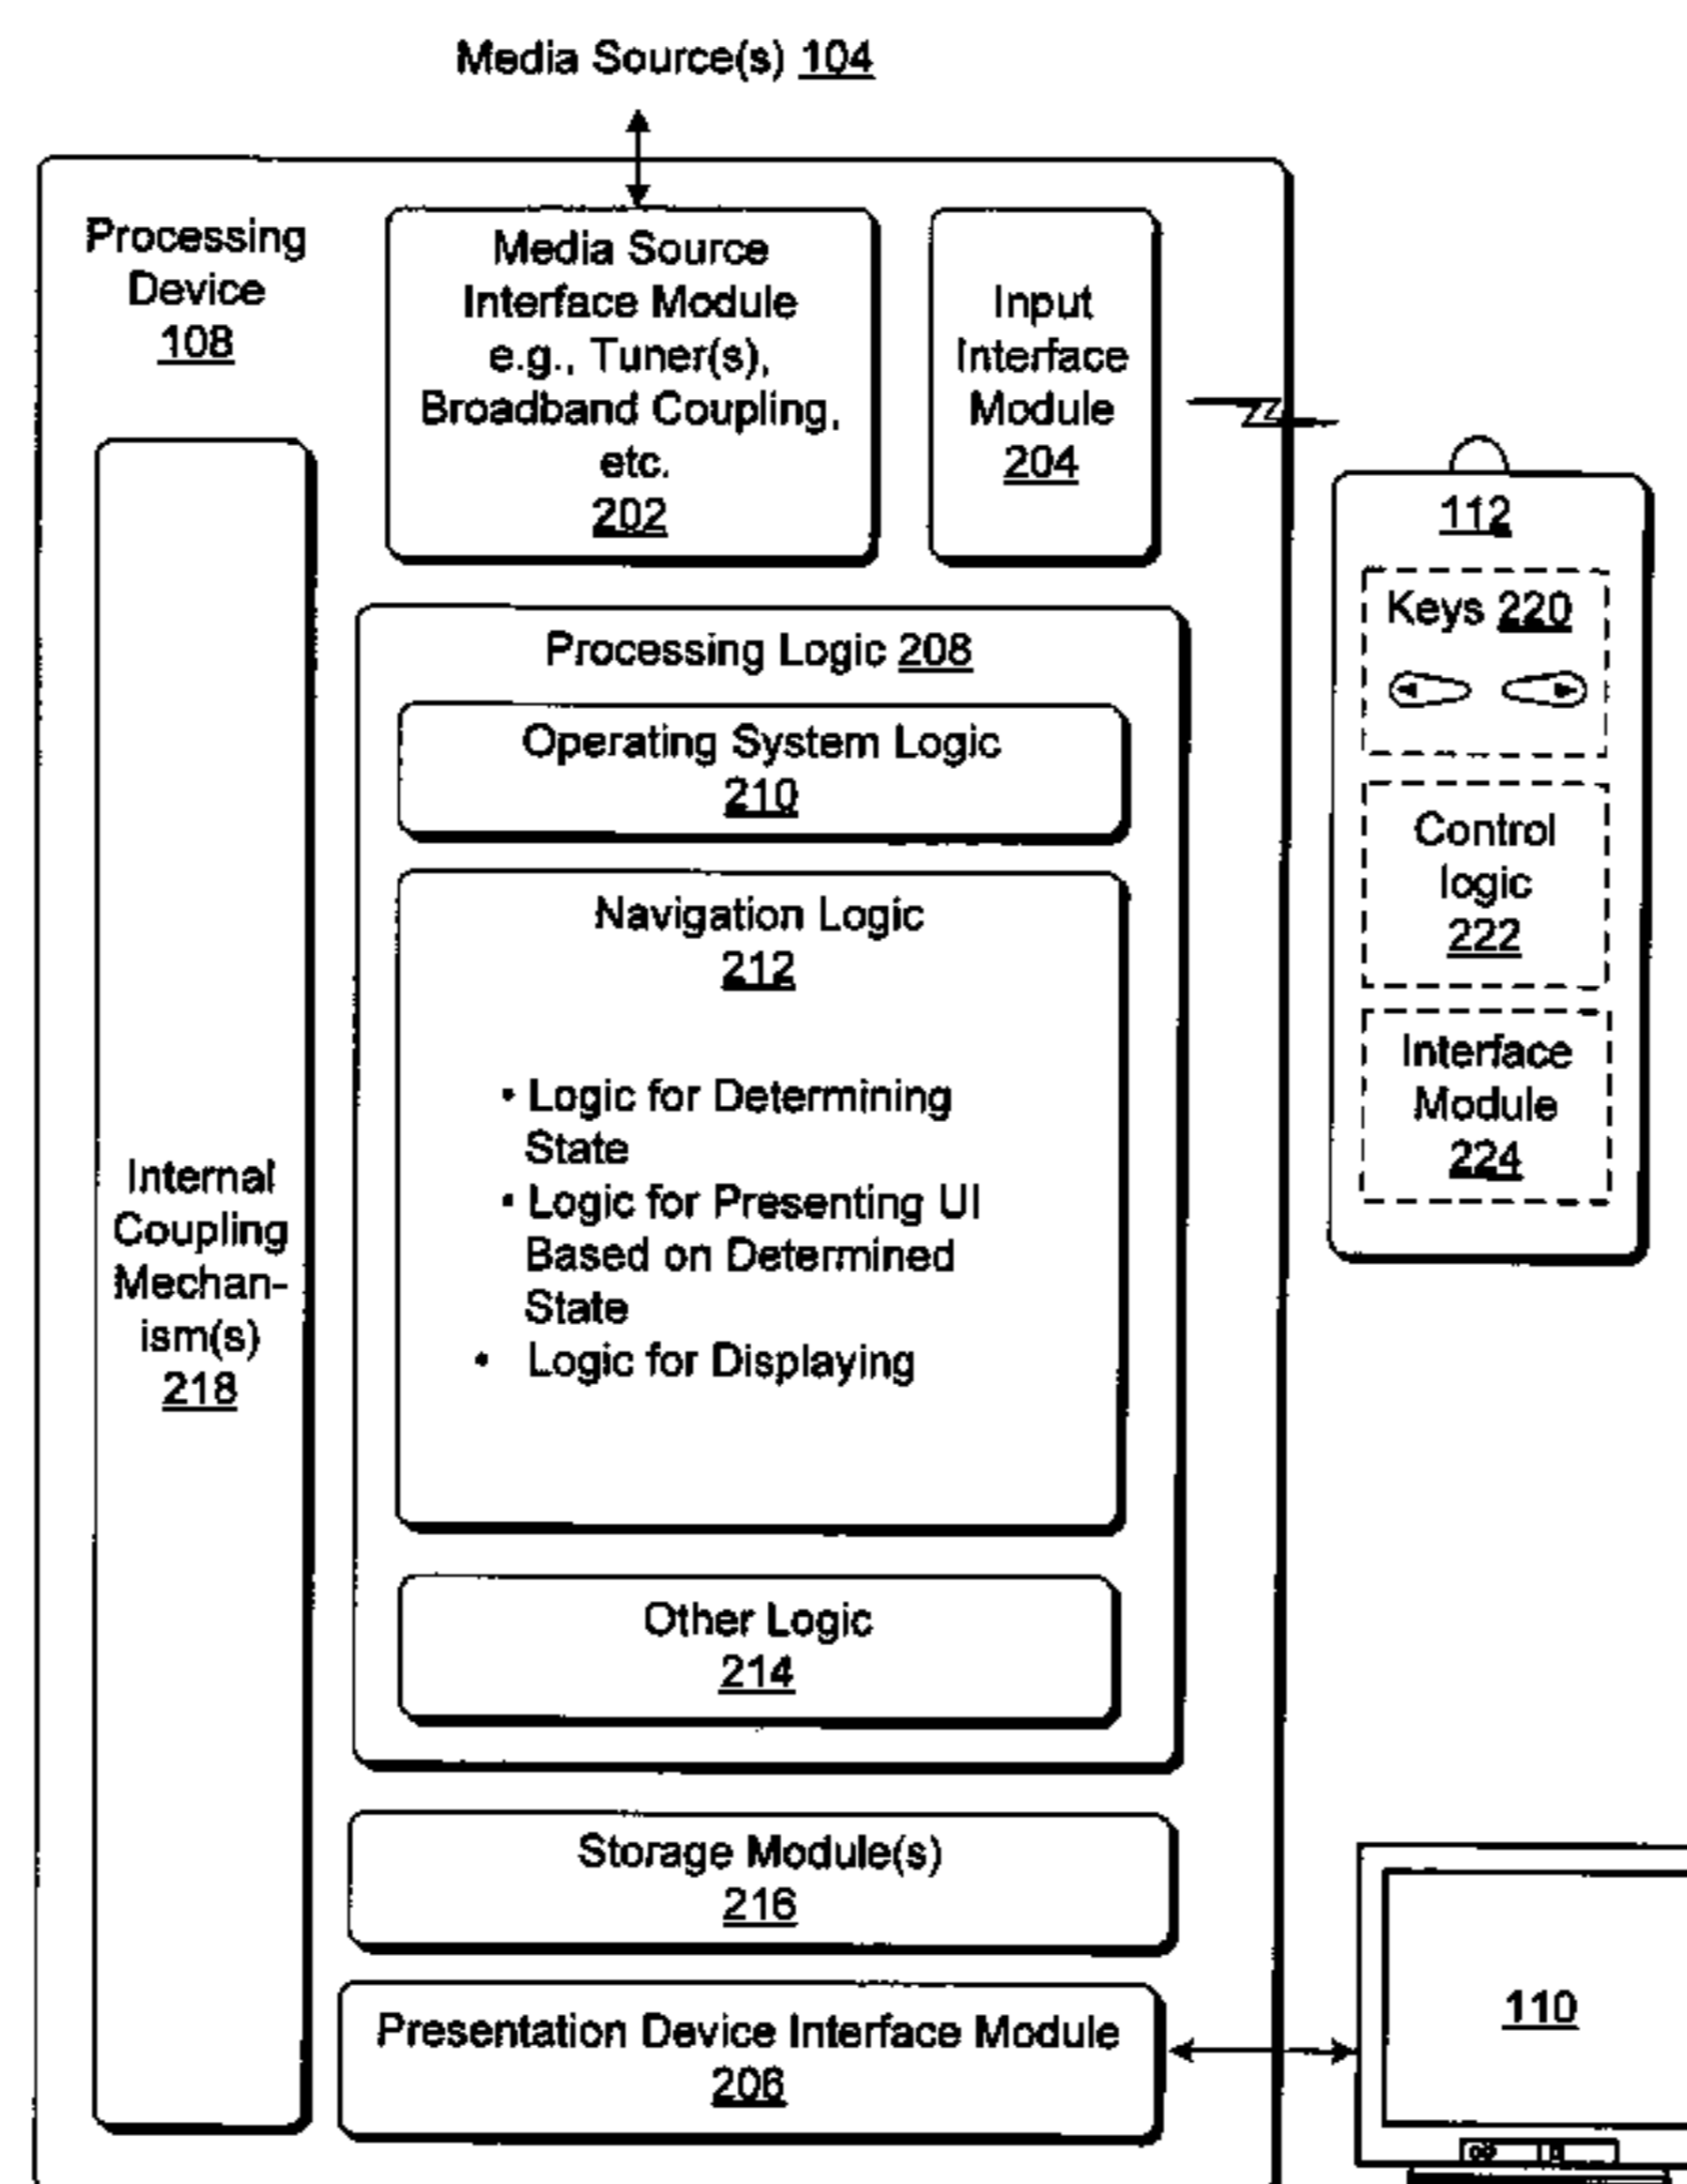 Media Source(s) 104
Processing
Device
108
Media Source
Interface Module
e.g., Tuner(s),
Broadband Coupling,
etc.
202
Input
Interface
Module
204
112
Keys 220
Control
logic
222
Interface
Module
224
Processing Logic 208
Operating System Logic
210
Navigation Logic
212
• Logic for Determining
State
• Logic for Presenting UI
Based on Determined
State
• Logic for Displaying
Other Logic
214
Internal
Coupling
Mechan-
ism(s)
218
Storage Module(s)
216
Presentation Device Interface Module
206
110